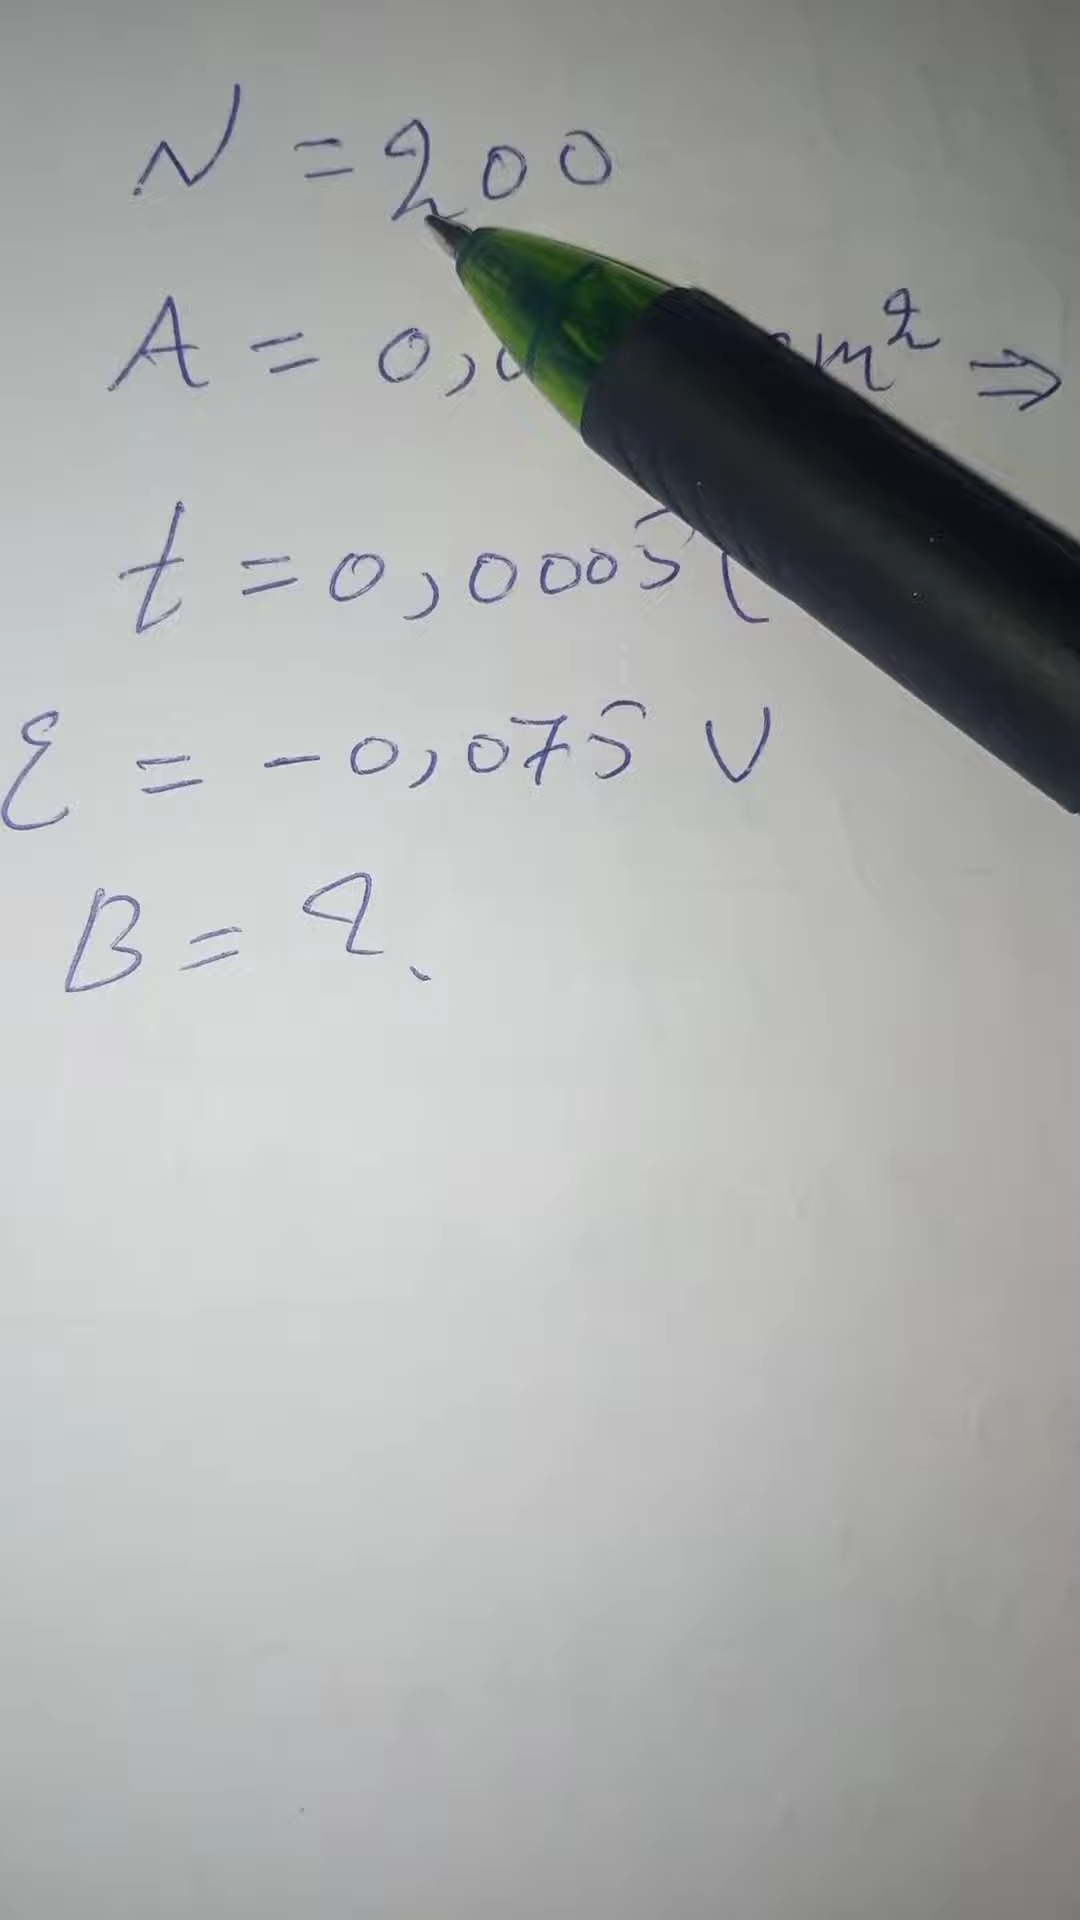 N = 200
A = 0,0 m² ⇒
t = 0,0005 (
ℰ = -0,075 V
B = ?